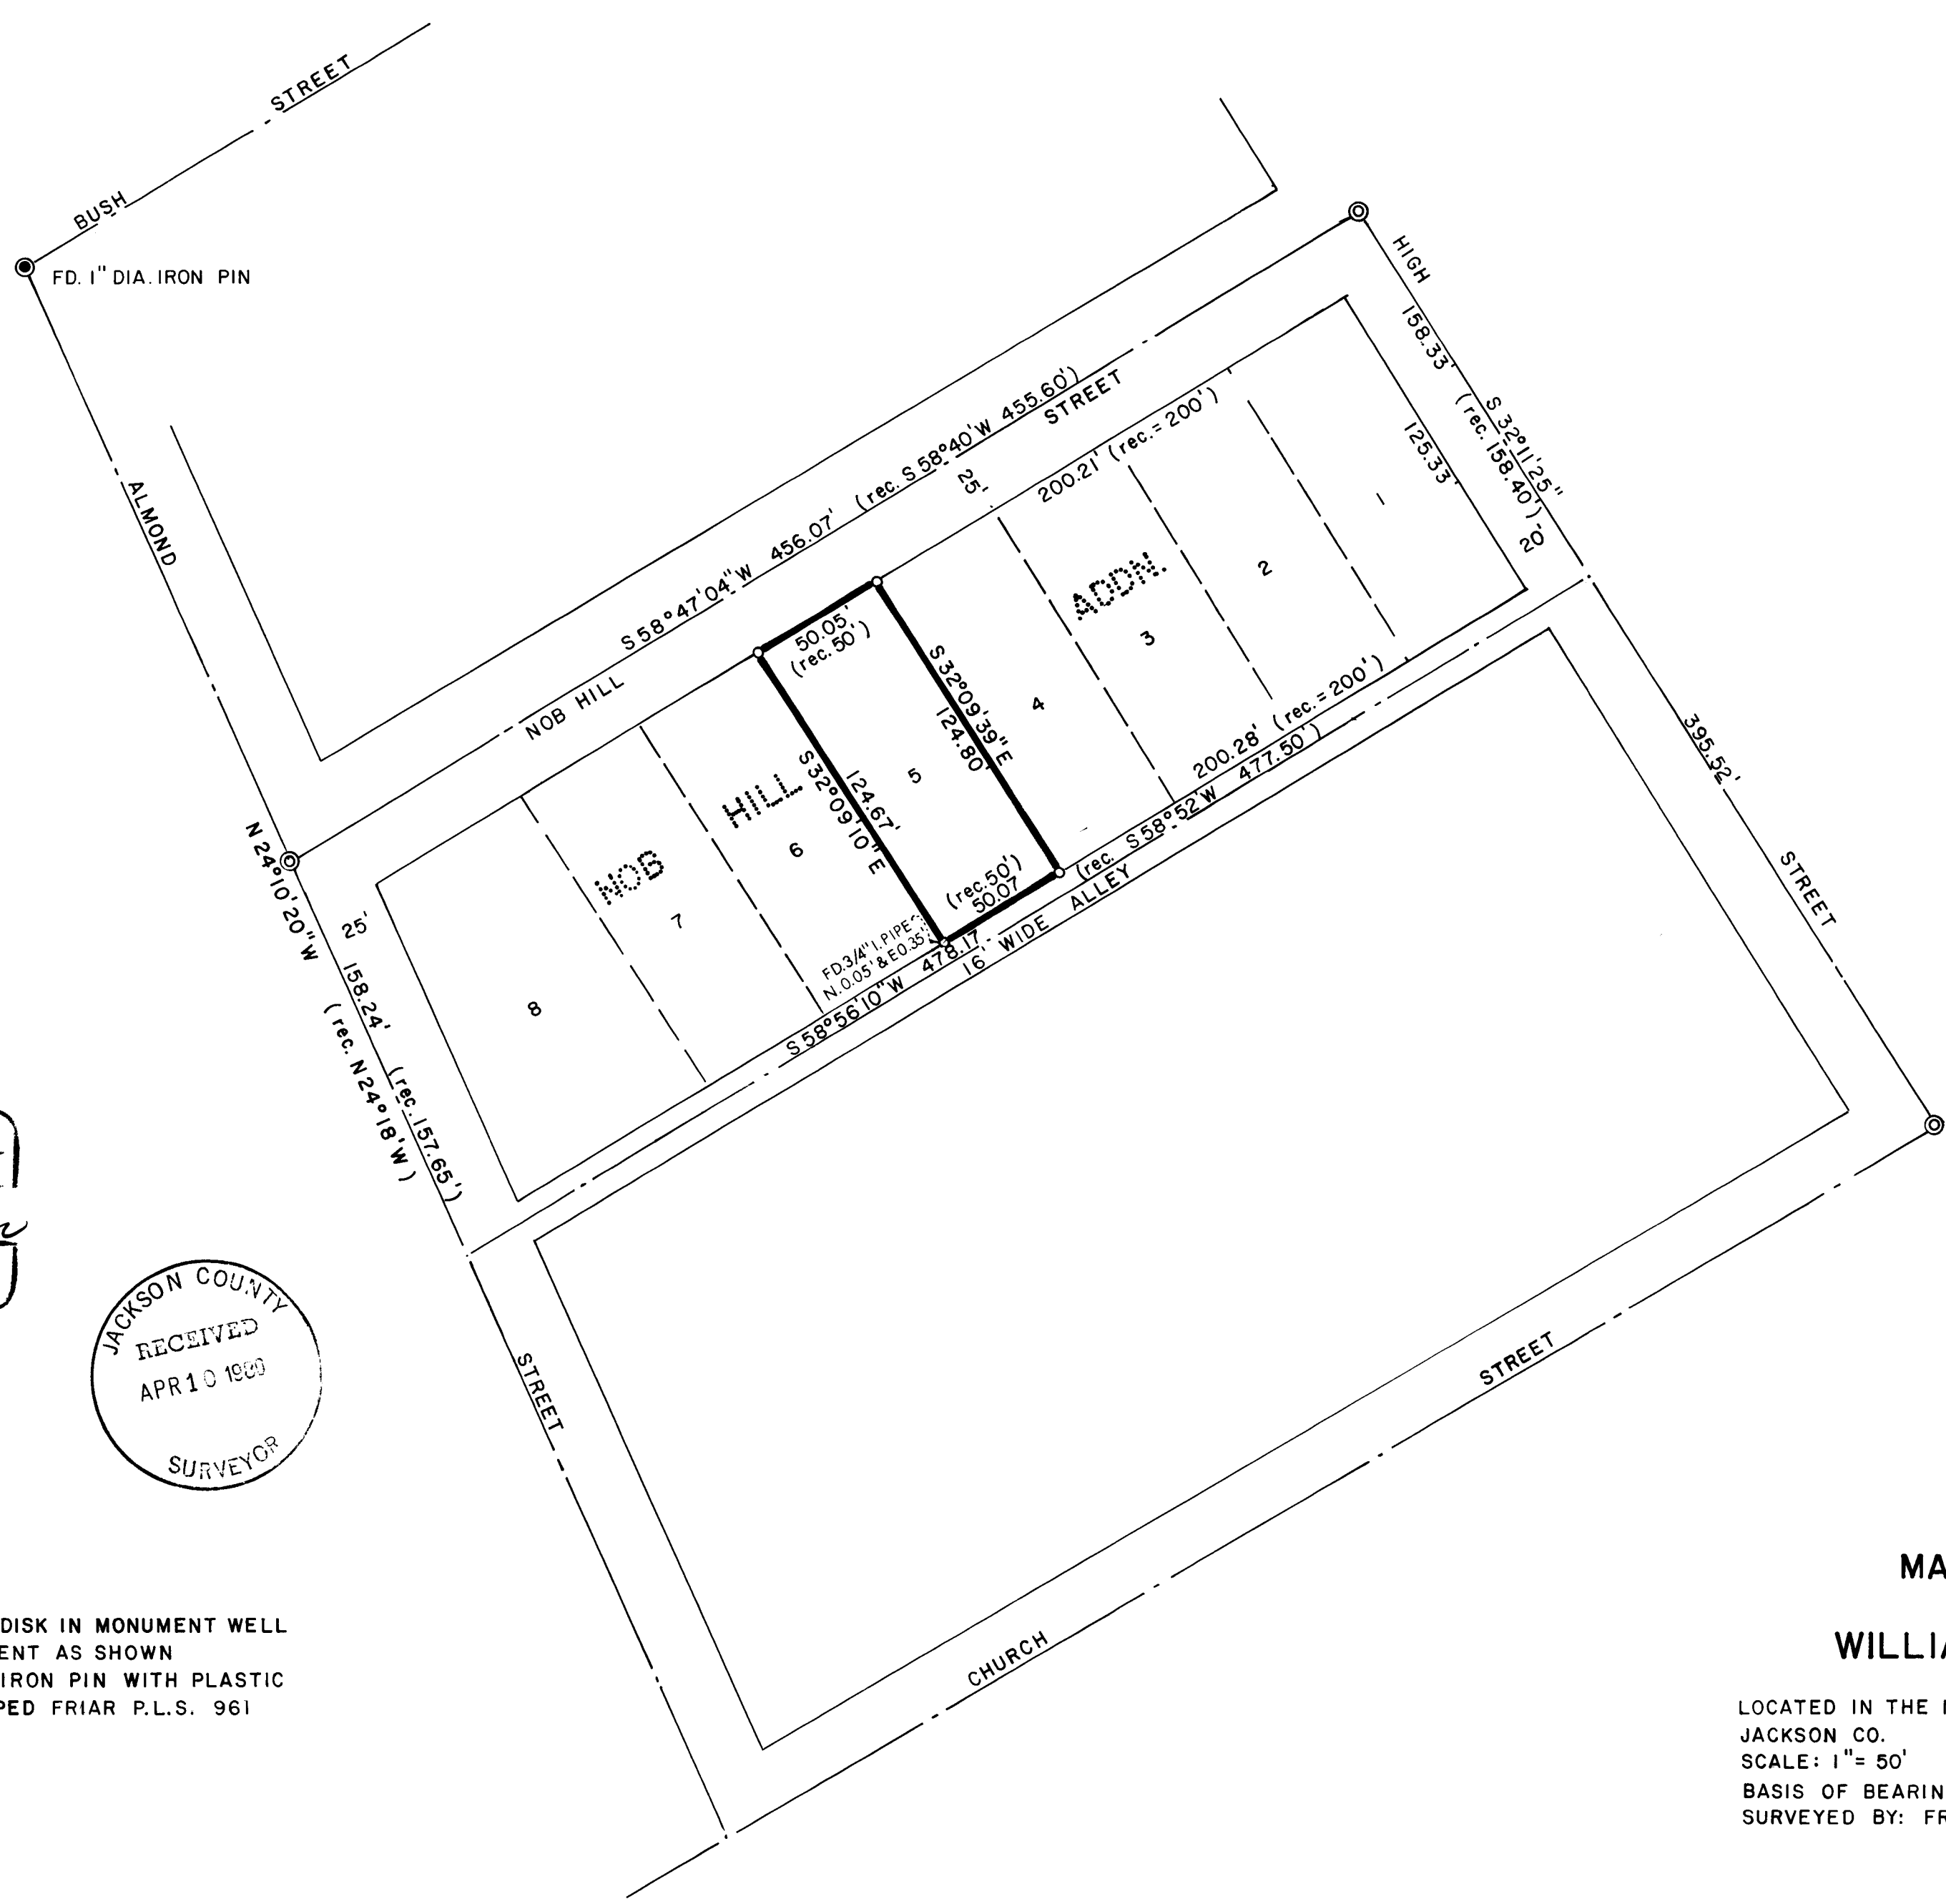 STREET
BUSH
FD. 1" DIA. IRON PIN
ALMOND
HIGH
158.33'
(rec. 158.40')
S 32°11'25"
125.33'
20'
S 58°47'04"W 456.07' (rec. S 58°40'W 455.60')
STREET
NOB HILL
25'
200.21' (rec. = 200')
1
2
ADDN.
3
4
50.05'
(rec. 50')
S 32°09'39"E
124.80'
5
124.67'
S 32°09'10"E
HILL
6
NOB
7
8
(rec. 50')
50.07
FD. 3/4" I. PIPE
N. 0.05' & E 0.35'
200.28' (rec. = 200')
(rec. S 58°52'W 477.50')
S 58°56'10"W 478.17
16' WIDE ALLEY
395.52'
STREET
N 24°10'20"W
25'
158.24' (rec. 157.65')
(rec. N 24°18'W)
STREET
STREET
CHURCH
JACKSON COUNTY
RECEIVED
APR 10 1980
SURVEYOR
DISK IN MONUMENT WELL
ENT AS SHOWN
IRON PIN WITH PLASTIC
PED FRIAR P.L.S. 961
MA
WILLIA
LOCATED IN THE
JACKSON CO.
SCALE: 1"= 50'
BASIS OF BEARIN
SURVEYED BY: FR